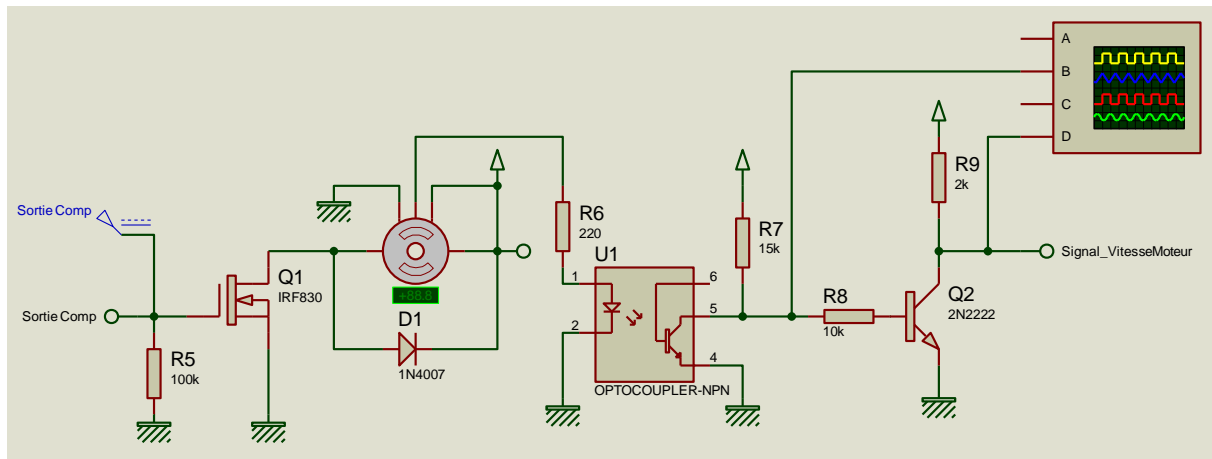 A
B
C
D
R9
2k
Sortie Comp
R6
220
R7
15k
U1
Signal_VitesseMoteur
1
6
Q1
IRF830
+88.8
R8
10k
Q2
2N2222
Sortie Comp
5
2
D1
1N4007
R5
100k
4
OPTOCOUPLER-NPN